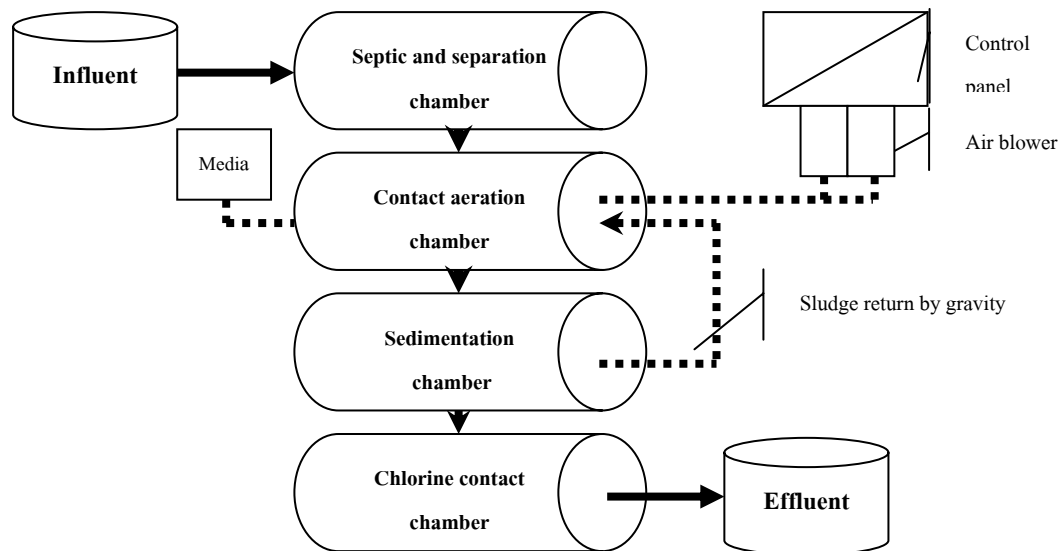 Influent
Septic and separation
chamber
Control
panel
Air blower
Media
Contact aeration
chamber
Sludge return by gravity
Sedimentation
chamber
Chlorine contact
chamber
Effluent